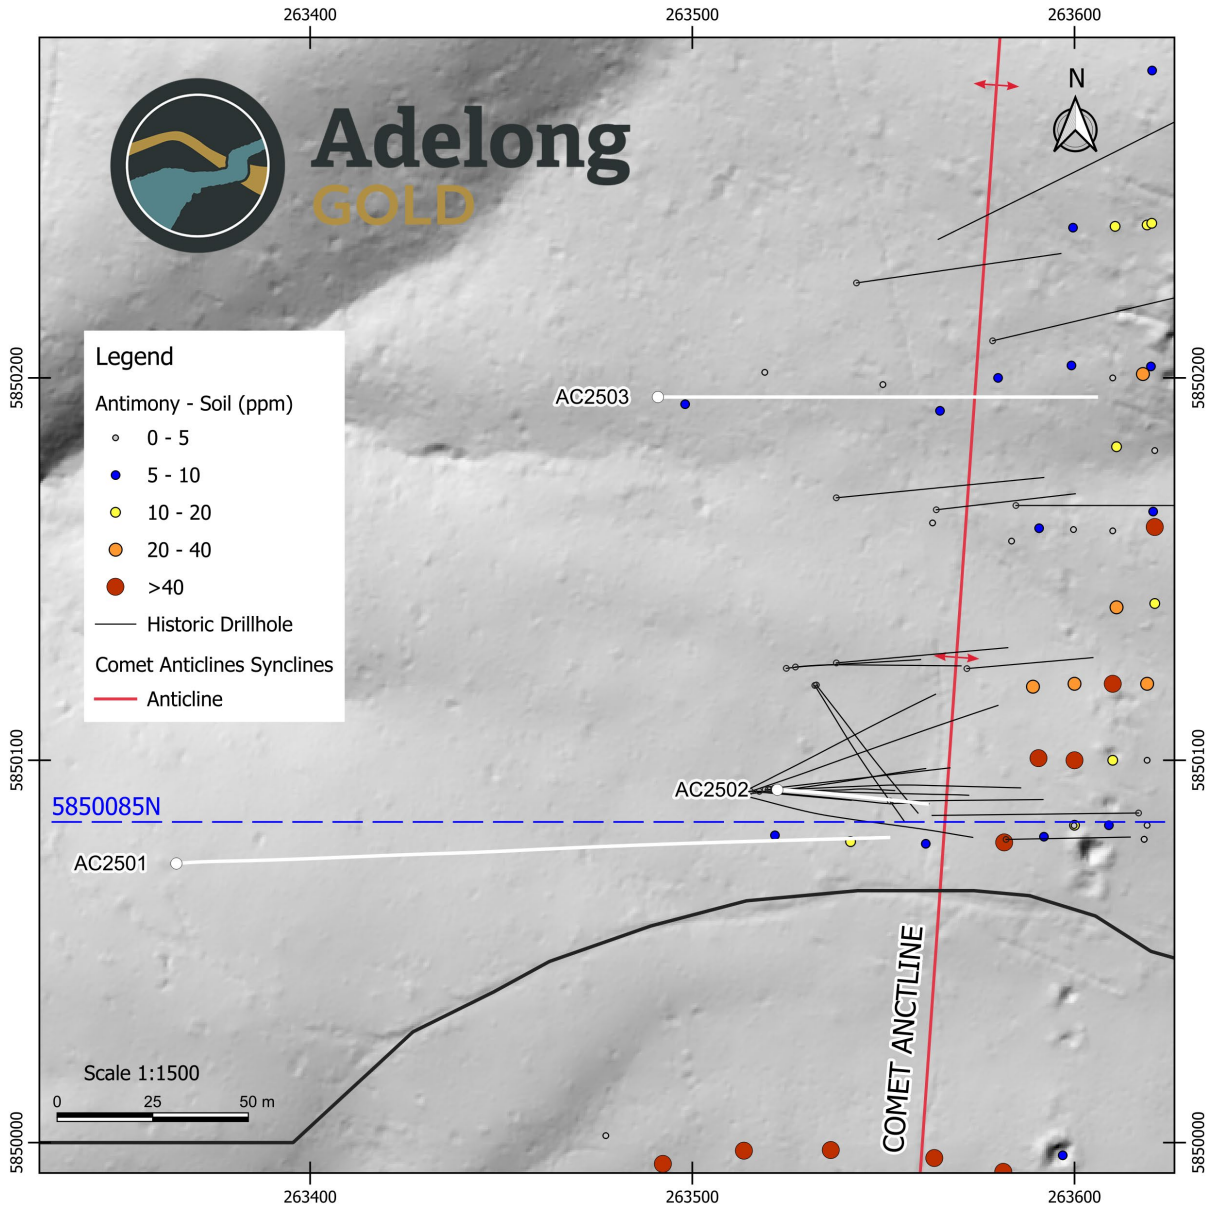 263400 263500 263600
Adelong
GOLD
N
5850200
5850200
Legend
Antimony - Soil (ppm)
0 - 5
5 - 10
10 - 20
20 - 40
>40
Historic Drillhole
Comet Anticlines Synclines
Anticline
AC2503
5850100
5850100
AC2502
5850085N
AC2501
COMET ANCTLINE
Scale 1:1500
0 25 50 m
5850000
5850000
263400 263500 263600